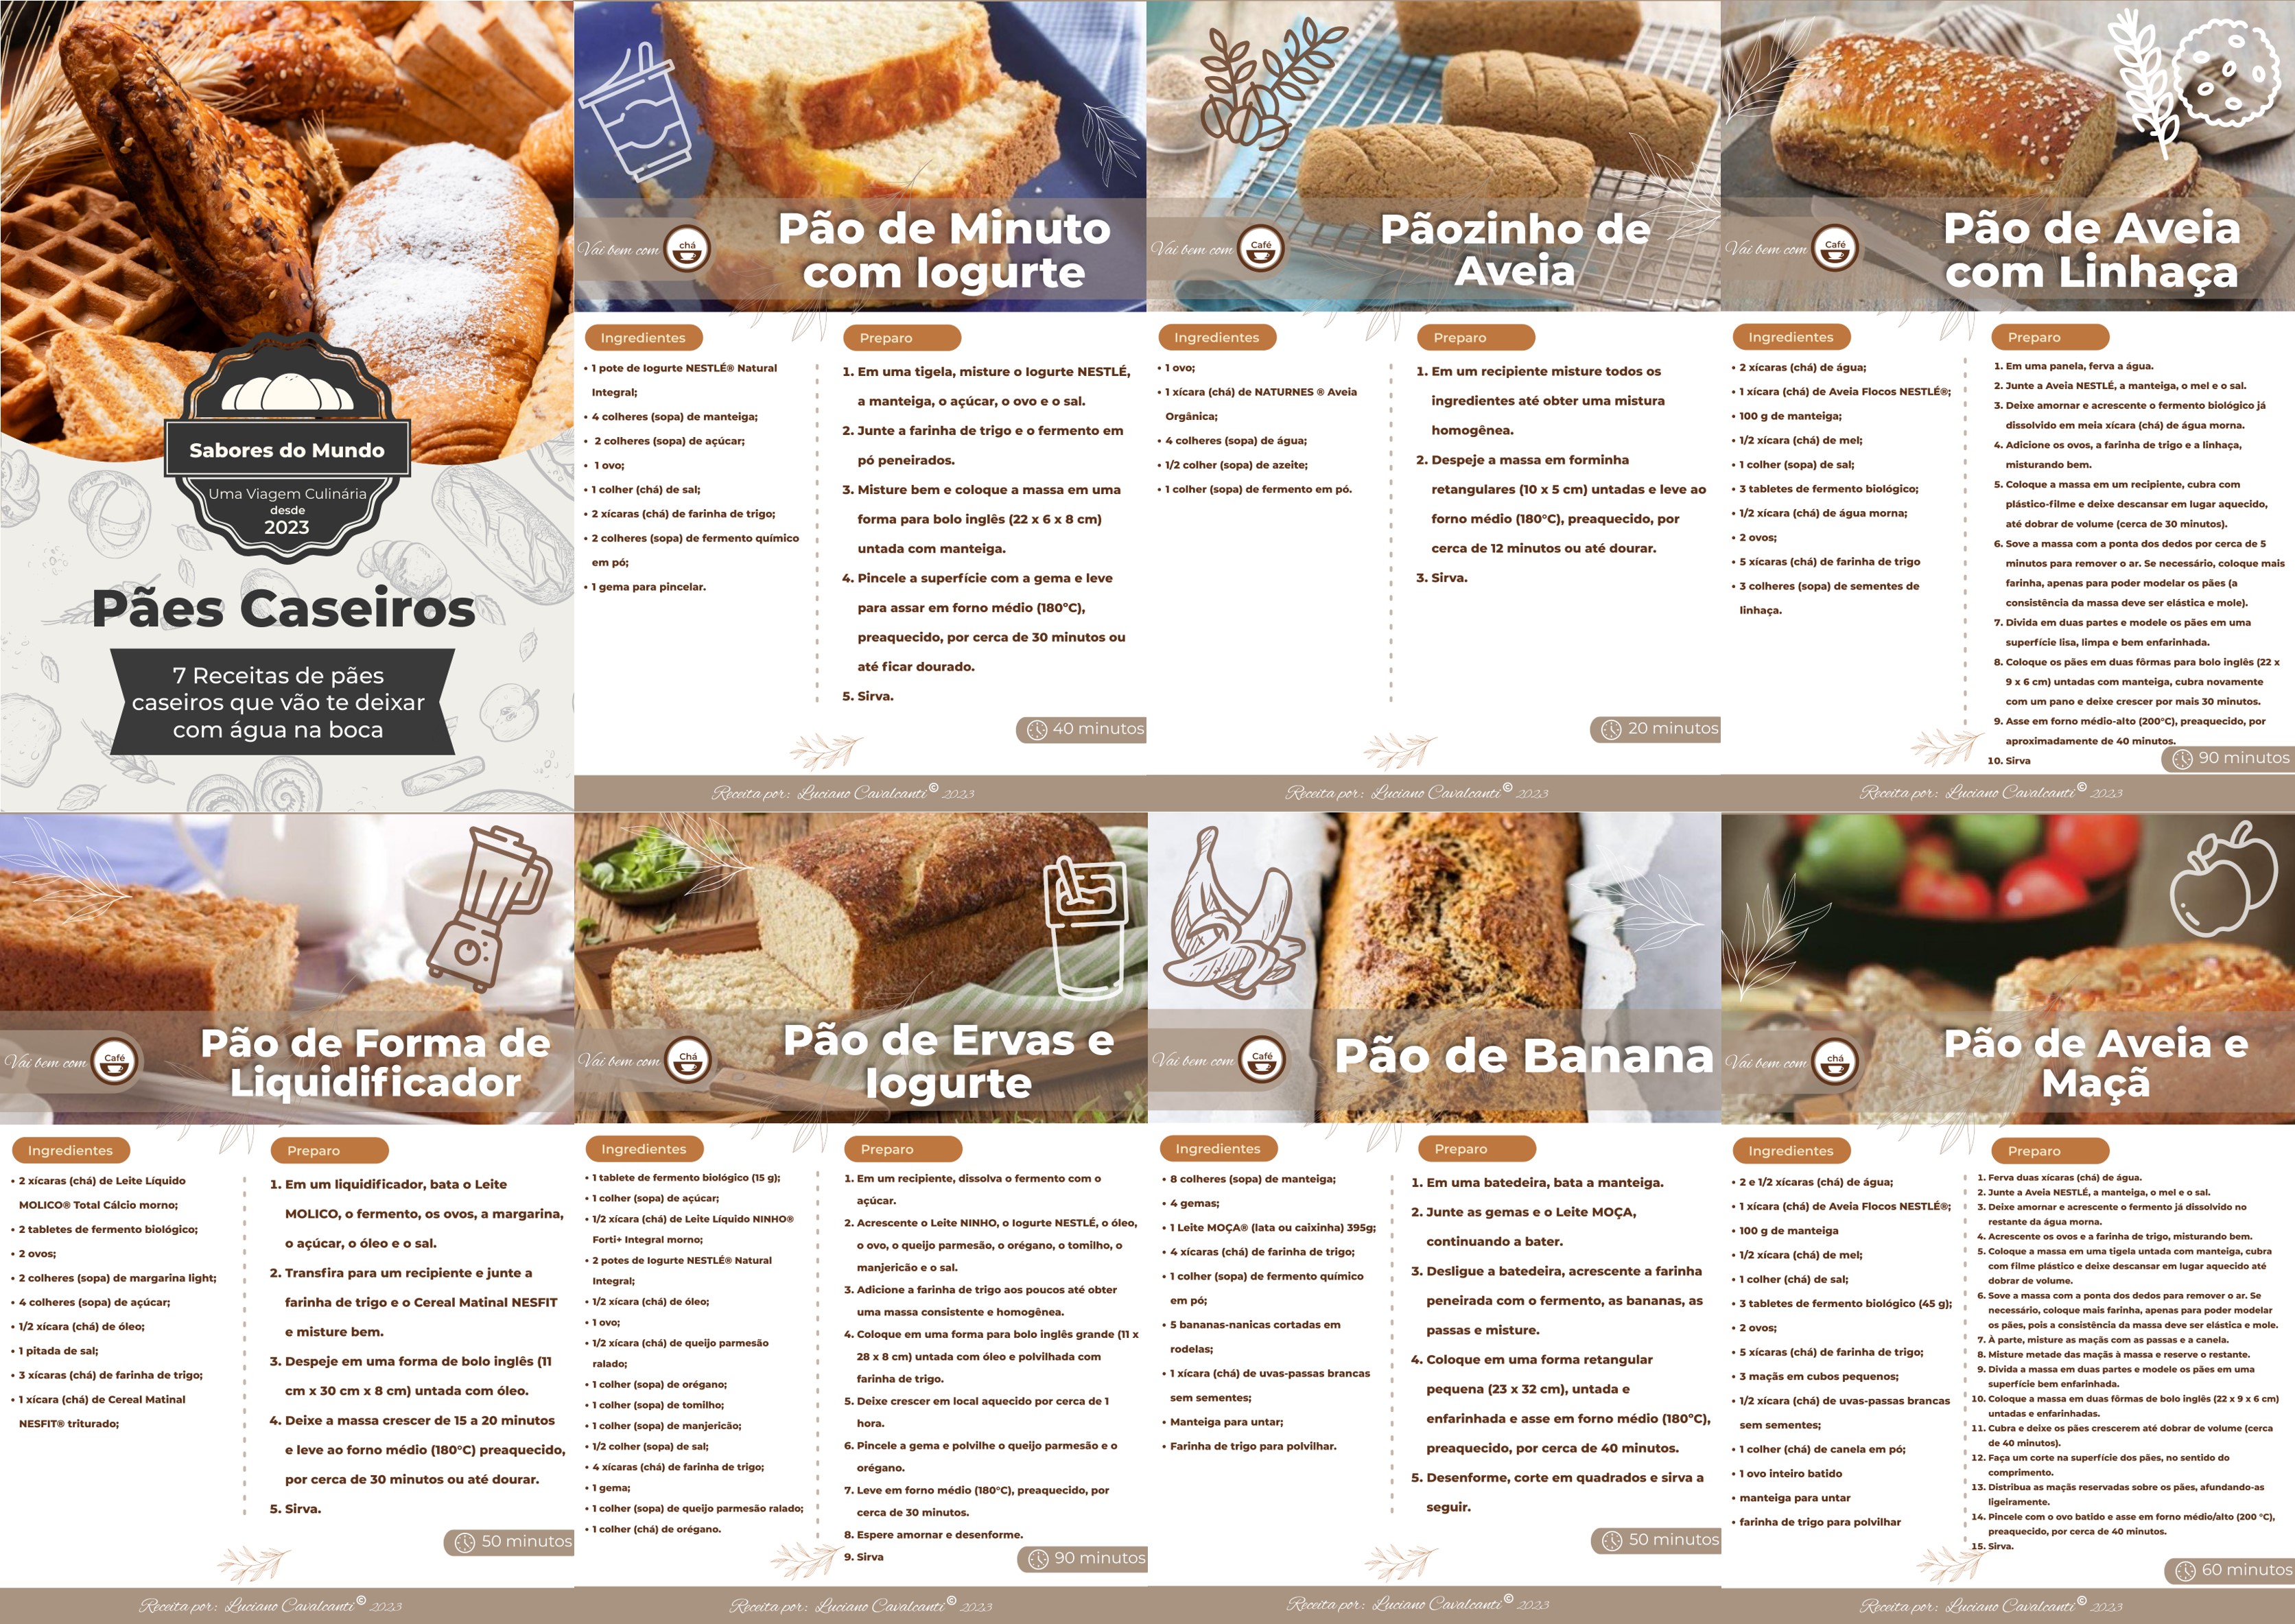 Sabores do Mundo
Uma Viagem Culinária
desde
2023
Pães Caseiros
7 Receitas de pães
caseiros que vão te deixar
com água na boca
Vai bem com
chá
Pão de Minuto
com Iogurte
Ingredientes
• 1 pote de Iogurte NESTLÉ® Natural
Integral;
• 4 colheres (sopa) de manteiga;
• 2 colheres (sopa) de açúcar;
• 1 ovo;
• 1 colher (chá) de sal;
• 2 xícaras (chá) de farinha de trigo;
• 2 colheres (sopa) de fermento químico
em pó;
• 1 gema para pincelar.
Preparo
1. Em uma tigela, misture o Iogurte NESTLÉ,
a manteiga, o açúcar, o ovo e o sal.
2. Junte a farinha de trigo e o fermento em
pó peneirados.
3. Misture bem e coloque a massa em uma
forma para bolo inglês (22 x 6 x 8 cm)
untada com manteiga.
4. Pincele a superfície com a gema e leve
para assar em forno médio (180ºC),
preaquecido, por cerca de 30 minutos ou
até ficar dourado.
5. Sirva.
40 minutos
Receita por: Luciano Cavalcanti © 2023
Vai bem com
Café
Pãozinho de
Aveia
Ingredientes
• 1 ovo;
• 1 xícara (chá) de NATURNES ® Aveia
Orgânica;
• 4 colheres (sopa) de água;
• 1/2 colher (sopa) de azeite;
• 1 colher (sopa) de fermento em pó.
Preparo
1. Em um recipiente misture todos os
ingredientes até obter uma mistura
homogênea.
2. Despeje a massa em forminha
retangulares (10 x 5 cm) untadas e leve ao
forno médio (180°C), preaquecido, por
cerca de 12 minutos ou até dourar.
3. Sirva.
20 minutos
Receita por: Luciano Cavalcanti © 2023
Vai bem com
Café
Pão de Aveia
com Linhaça
Ingredientes
• 2 xícaras (chá) de água;
• 1 xícara (chá) de Aveia Flocos NESTLÉ®;
• 100 g de manteiga;
• 1/2 xícara (chá) de mel;
• 1 colher (sopa) de sal;
• 3 tabletes de fermento biológico;
• 1/2 xícara (chá) de água morna;
• 2 ovos;
• 5 xícaras (chá) de farinha de trigo
• 3 colheres (sopa) de sementes de
linhaça.
Preparo
1. Em uma panela, ferva a água.
2. Junte a Aveia NESTLÉ, a manteiga, o mel e o sal.
3. Deixe amornar e acrescente o fermento biológico já
dissolvido em meia xícara (chá) de água morna.
4. Adicione os ovos, a farinha de trigo e a linhaça,
misturando bem.
5. Coloque a massa em um recipiente, cubra com
plástico-filme e deixe descansar em lugar aquecido,
até dobrar de volume (cerca de 30 minutos).
6. Sove a massa com a ponta dos dedos por cerca de 5
minutos para remover o ar. Se necessário, coloque mais
farinha, apenas para poder modelar os pães (a
consistência da massa deve ser elástica e mole).
7. Divida em duas partes e modele os pães em uma
superfície lisa, limpa e bem enfarinhada.
8. Coloque os pães em duas fôrmas para bolo inglês (22 x
9 x 6 cm) untadas com manteiga, cubra novamente
com um pano e deixe crescer por mais 30 minutos.
9. Asse em forno médio-alto (200°C), preaquecido, por
aproximadamente de 40 minutos.
10. Sirva
90 minutos
Receita por: Luciano Cavalcanti © 2023
Vai bem com
Café
Pão de Forma de
Liquidificador
Ingredientes
• 2 xícaras (chá) de Leite Líquido
MOLICO® Total Cálcio morno;
• 2 tabletes de fermento biológico;
• 2 ovos;
• 2 colheres (sopa) de margarina light;
• 4 colheres (sopa) de açúcar;
• 1/2 xícara (chá) de óleo;
• 1 pitada de sal;
• 3 xícaras (chá) de farinha de trigo;
• 1 xícara (chá) de Cereal Matinal
NESFIT® triturado;
Preparo
1. Em um liquidificador, bata o Leite
MOLICO, o fermento, os ovos, a margarina,
o açúcar, o óleo e o sal.
2. Transfira para um recipiente e junte a
farinha de trigo e o Cereal Matinal NESFIT
e misture bem.
3. Despeje em uma forma de bolo inglês (11
cm x 30 cm x 8 cm) untada com óleo.
4. Deixe a massa crescer de 15 a 20 minutos
e leve ao forno médio (180°C) preaquecido,
por cerca de 30 minutos ou até dourar.
5. Sirva.
50 minutos
Receita por: Luciano Cavalcanti © 2023
Vai bem com
Chá
Pão de Ervas e
Iogurte
Ingredientes
• 1 tablete de fermento biológico (15 g);
• 1 colher (sopa) de açúcar;
• 1/2 xícara (chá) de Leite Líquido NINHO®
Forti+ Integral morno;
• 2 potes de Iogurte NESTLÉ® Natural
Integral;
• 1/2 xícara (chá) de óleo;
• 1 ovo;
• 1/2 xícara (chá) de queijo parmesão
ralado;
• 1 colher (sopa) de orégano;
• 1 colher (sopa) de tomilho;
• 1 colher (sopa) de manjericão;
• 1/2 colher (sopa) de sal;
• 4 xícaras (chá) de farinha de trigo;
• 1 gema;
• 1 colher (sopa) de queijo parmesão ralado;
• 1 colher (chá) de orégano.
Preparo
1. Em um recipiente, dissolva o fermento com o
açúcar.
2. Acrescente o Leite NINHO, o Iogurte NESTLÉ, o óleo,
o ovo, o queijo parmesão, o orégano, o tomilho, o
manjericão e o sal.
3. Adicione a farinha de trigo aos poucos até obter
uma massa consistente e homogênea.
4. Coloque em uma forma para bolo inglês grande (11 x
28 x 8 cm) untada com óleo e polvilhada com
farinha de trigo.
5. Deixe crescer em local aquecido por cerca de 1
hora.
6. Pincele a gema e polvilhe o queijo parmesão e o
orégano.
7. Leve em forno médio (180°C), preaquecido, por
cerca de 30 minutos.
8. Espere amornar e desenforme.
9. Sirva
90 minutos
Receita por: Luciano Cavalcanti © 2023
Vai bem com
Café
Pão de Banana
Ingredientes
• 8 colheres (sopa) de manteiga;
• 4 gemas;
• 1 Leite MOÇA® (lata ou caixinha) 395g;
• 4 xícaras (chá) de farinha de trigo;
• 1 colher (sopa) de fermento químico
em pó;
• 5 bananas-nanicas cortadas em
rodelas;
• 1 xícara (chá) de uvas-passas brancas
sem sementes;
• Manteiga para untar;
• Farinha de trigo para polvilhar.
Preparo
1. Em uma batedeira, bata a manteiga.
2. Junte as gemas e o Leite MOÇA,
continuando a bater.
3. Desligue a batedeira, acrescente a farinha
peneirada com o fermento, as bananas, as
passas e misture.
4. Coloque em uma forma retangular
pequena (23 x 32 cm), untada e
enfarinhada e asse em forno médio (180ºC),
preaquecido, por cerca de 40 minutos.
5. Desenforme, corte em quadrados e sirva a
seguir.
50 minutos
Receita por: Luciano Cavalcanti © 2023
Vai bem com
chá
Pão de Aveia e
Maçã
Ingredientes
• 2 e 1/2 xícaras (chá) de água;
• 1 xícara (chá) de Aveia Flocos NESTLÉ®;
• 100 g de manteiga
• 1/2 xícara (chá) de mel;
• 1 colher (chá) de sal;
• 3 tabletes de fermento biológico (45 g);
• 2 ovos;
• 5 xícaras (chá) de farinha de trigo;
• 3 maçãs em cubos pequenos;
• 1/2 xícara (chá) de uvas-passas brancas
sem sementes;
• 1 colher (chá) de canela em pó;
• 1 ovo inteiro batido
• manteiga para untar
• farinha de trigo para polvilhar
Preparo
1. Ferva duas xícaras (chá) de água.
2. Junte a Aveia NESTLÉ, a manteiga, o mel e o sal.
3. Deixe amornar e acrescente o fermento já dissolvido no
restante da água morna.
4. Acrescente os ovos e a farinha de trigo, misturando bem.
5. Coloque a massa em uma tigela untada com manteiga, cubra
com filme plástico e deixe descansar em lugar aquecido até
dobrar de volume.
6. Sove a massa com a ponta dos dedos para remover o ar. Se
necessário, coloque mais farinha, apenas para poder modelar
os pães, pois a consistência da massa deve ser elástica e mole.
7. À parte, misture as maçãs com as passas e a canela.
8. Misture metade das maçãs à massa e reserve o restante.
9. Divida a massa em duas partes e modele os pães em uma
superfície bem enfarinhada.
10. Coloque a massa em duas fôrmas de bolo inglês (22 x 9 x 6 cm)
untadas e enfarinhadas.
11. Cubra e deixe os pães crescerem até dobrar de volume (cerca
de 40 minutos).
12. Faça um corte na superfície dos pães, no sentido do
comprimento.
13. Distribua as maçãs reservadas sobre os pães, afundando-as
ligeiramente.
14. Pincele com o ovo batido e asse em forno médio/alto (200 °C),
preaquecido, por cerca de 40 minutos.
15. Sirva.
60 minutos
Receita por: Luciano Cavalcanti © 2023